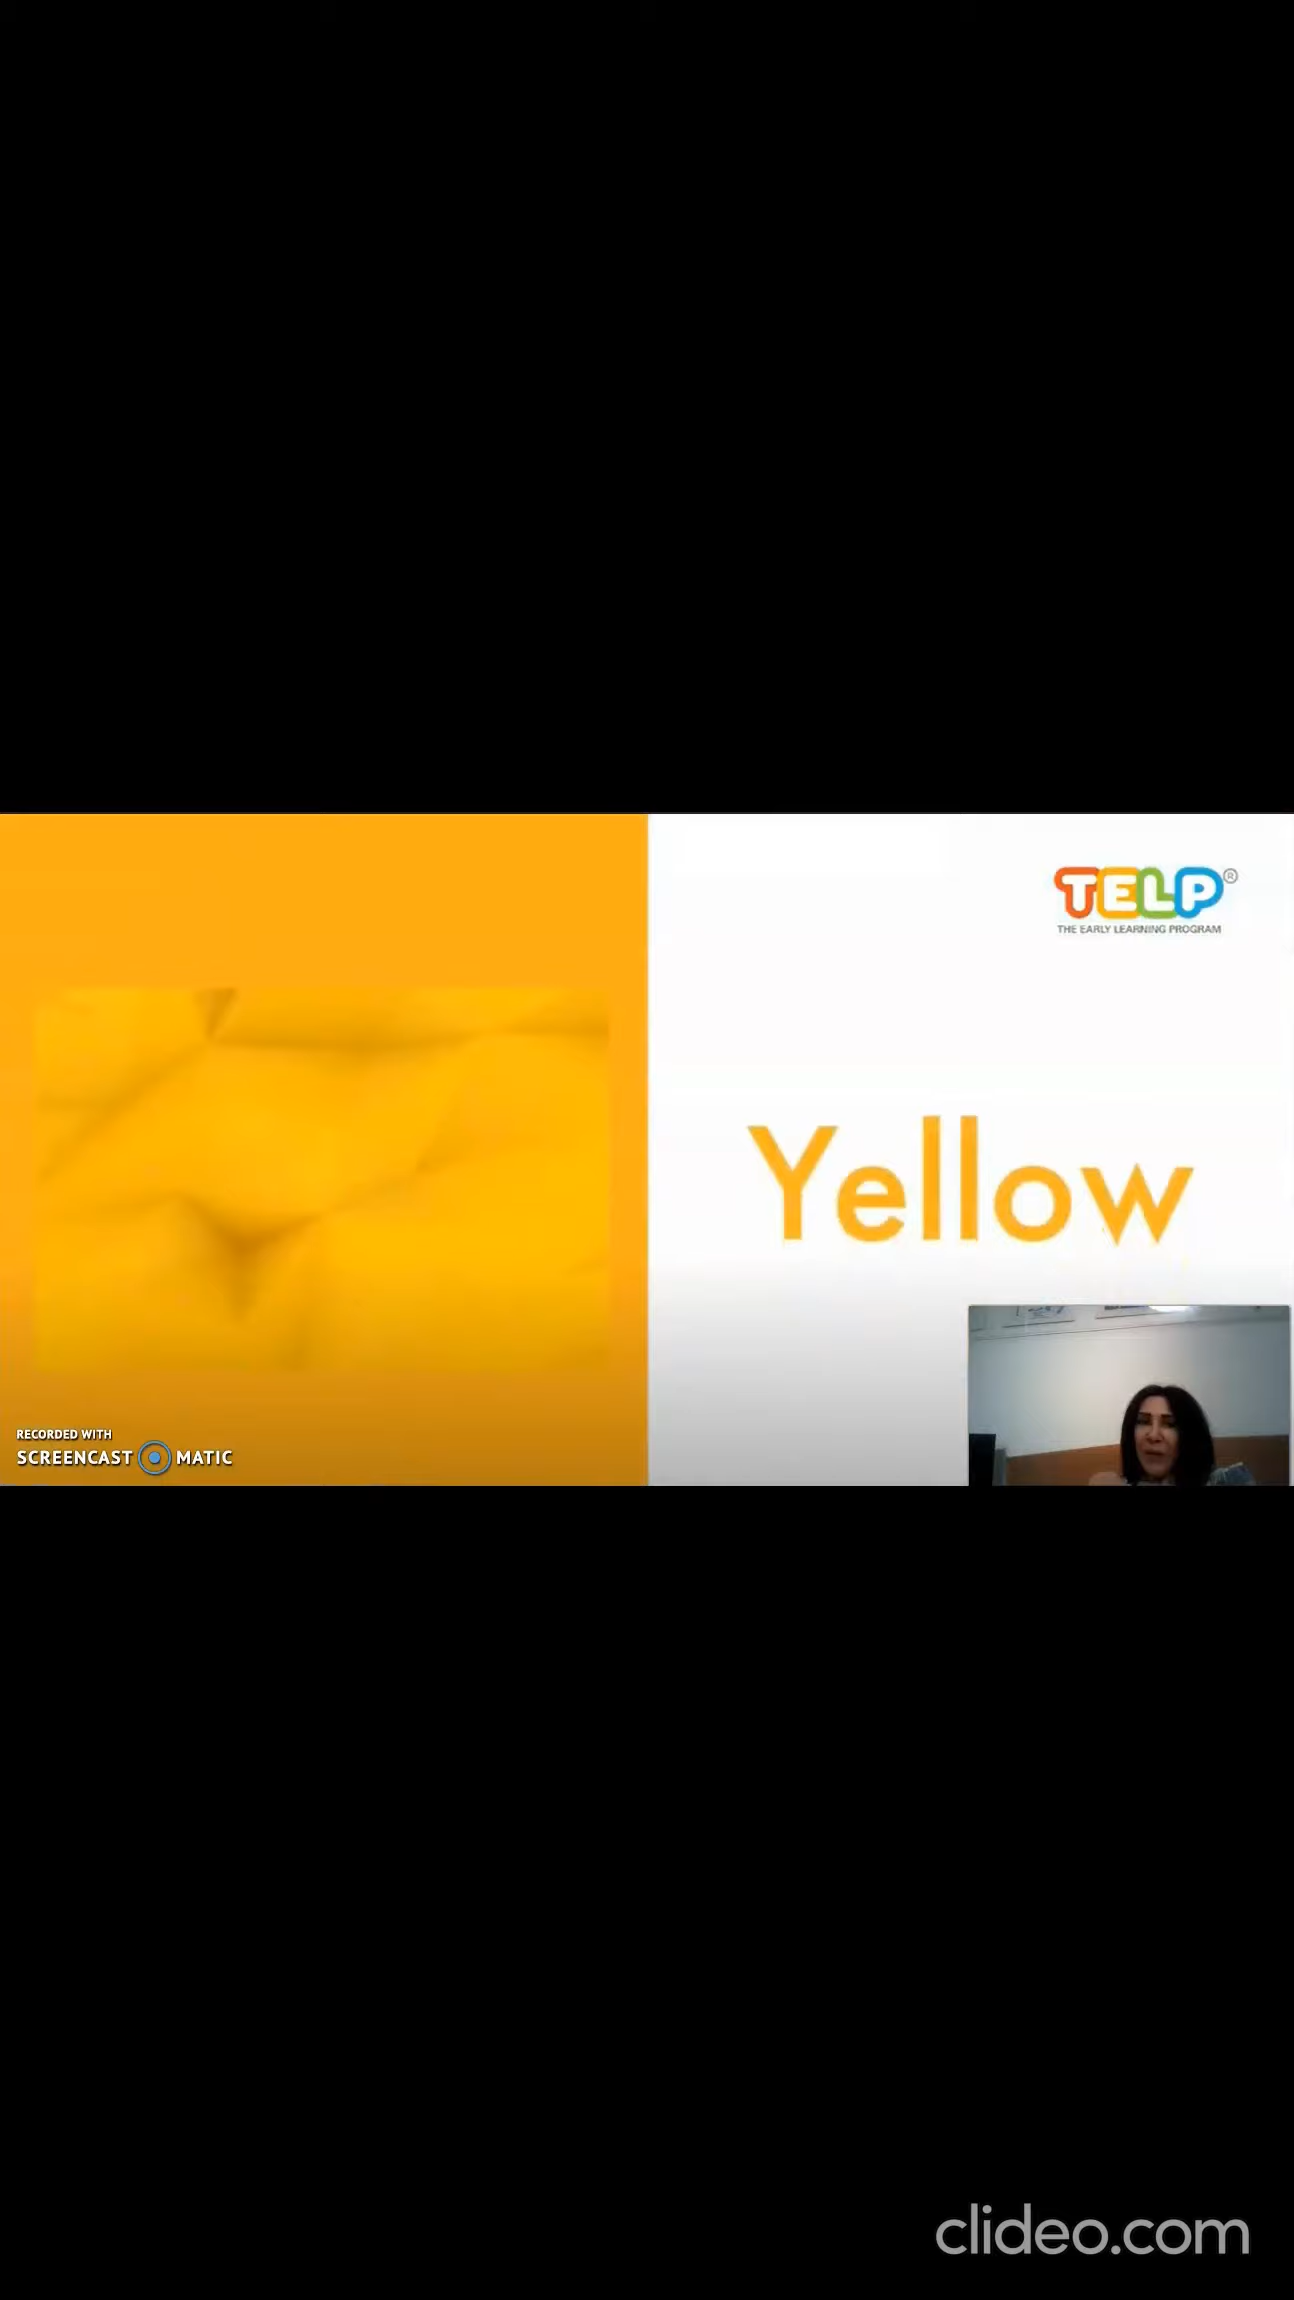 TELP®
THE EARLY LEARNING PROGRAM
Yellow
RECORDED WITH
SCREENCAST MATIC
clideo.com